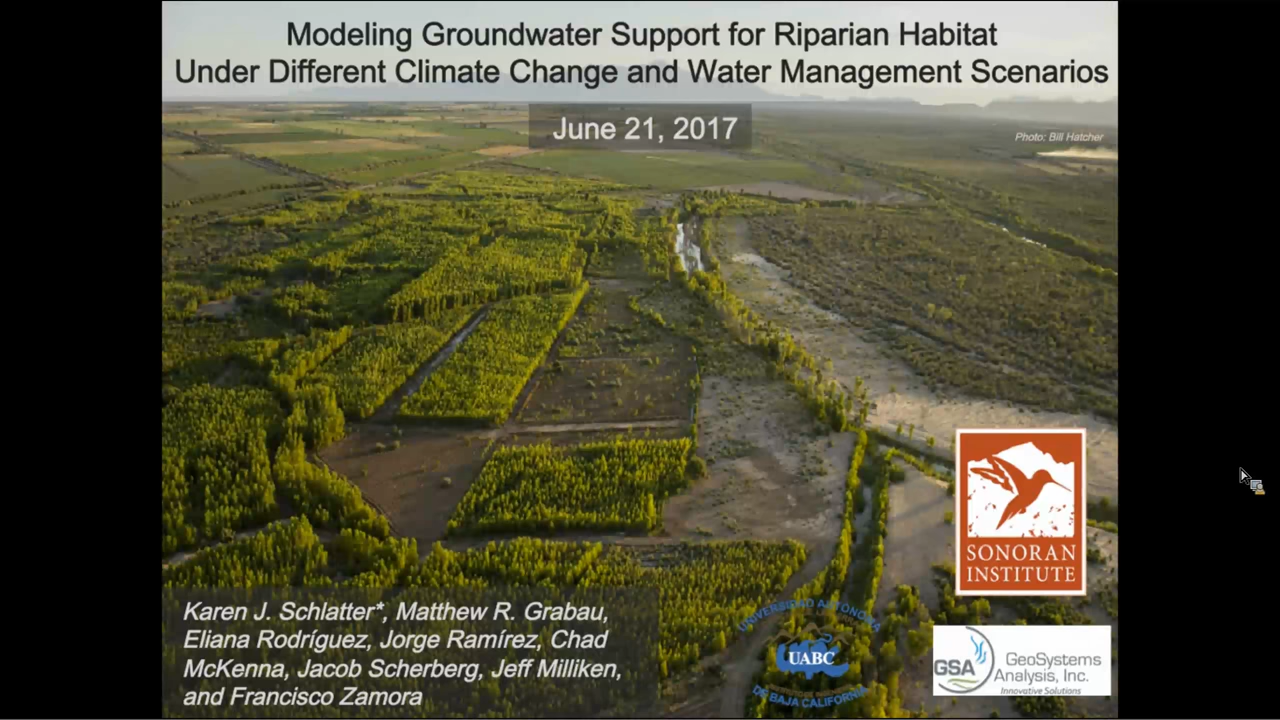 Modeling Groundwater Support for Riparian Habitat
Under Different Climate Change and Water Management Scenarios
June 21, 2017
Photo: Bill Hatcher
SONORAN
INSTITUTE
Karen J. Schlatter*, Matthew R. Grabau,
Eliana Rodríguez, Jorge Ramírez, Chad
McKenna, Jacob Scherberg, Jeff Milliken,
and Francisco Zamora
UNIVERSIDAD AUTÓNOMA
UABC
DE BAJA CALIFORNIA
GSA
GeoSystems
Analysis, Inc.
Innovative Solutions